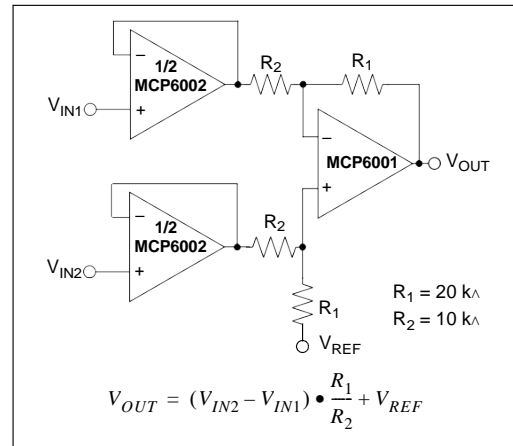 1/2
MCP6002
−
+
V_IN1
R_2
R_1
−
+
MCP6001
V_OUT
1/2
MCP6002
−
+
V_IN2
R_2
R_1
V_REF
R_1 = 20 k^
R_2 = 10 k^
V_OUT = (V_IN2 – V_IN1) • R_1/R_2 + V_REF